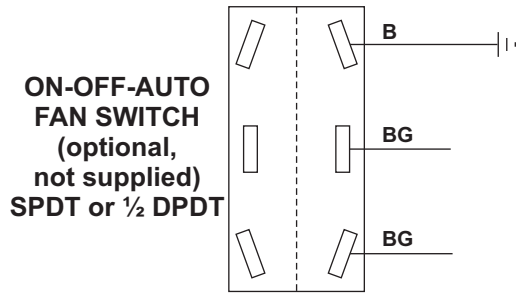 ON-OFF-AUTO
FAN SWITCH
(optional,
not supplied)
SPDT or ½ DPDT
B
BG
BG